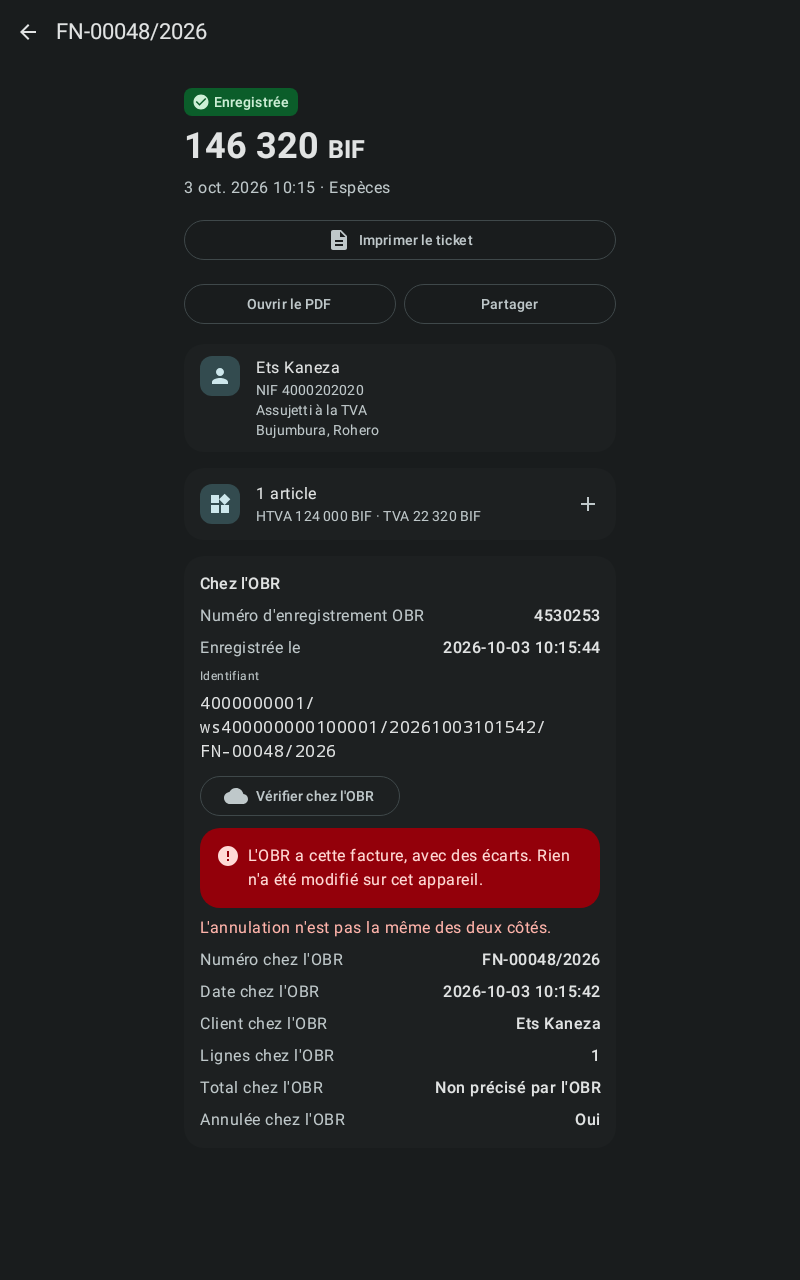 FN-00048/2026
Enregistrée
146 320 BIF
3 oct. 2026 10:15 · Espèces
Imprimer le ticket
Ouvrir le PDF
Partager
Ets Kaneza
NIF 4000202020
Assujetti à la TVA
Bujumbura, Rohero
1 article
HTVA 124 000 BIF · TVA 22 320 BIF
Chez l'OBR
Numéro d'enregistrement OBR 4530253
Enregistrée le 2026-10-03 10:15:44
Identifiant
4000000001/
ws400000000100001/20261003101542/
FN-00048/2026
Vérifier chez l'OBR
L'OBR a cette facture, avec des écarts. Rien
n'a été modifié sur cet appareil.
L'annulation n'est pas la même des deux côtés.
Numéro chez l'OBR FN-00048/2026
Date chez l'OBR 2026-10-03 10:15:42
Client chez l'OBR Ets Kaneza
Lignes chez l'OBR 1
Total chez l'OBR Non précisé par l'OBR
Annulée chez l'OBR Oui